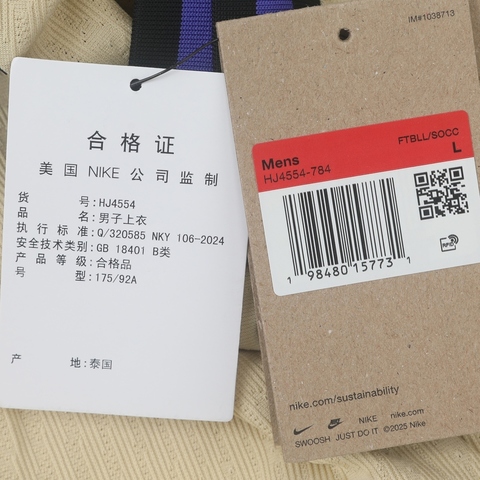 合格证
美国 NIKE 公司监制
货号:HJ4554
品名:男子上衣
执行标准:Q/320585 NKY 106-2024
安全技术类别:GB 18401 B类
产品等级:合格品
号型:175/92A
产地:泰国
IM#1038713
FTBLL/SOCC
Mens L
HJ4554-784
RFID
1 98480 15773 1
nike.com/sustainability
NIKE nike.com
SWOOSH JUST DO IT ©2025 Nike